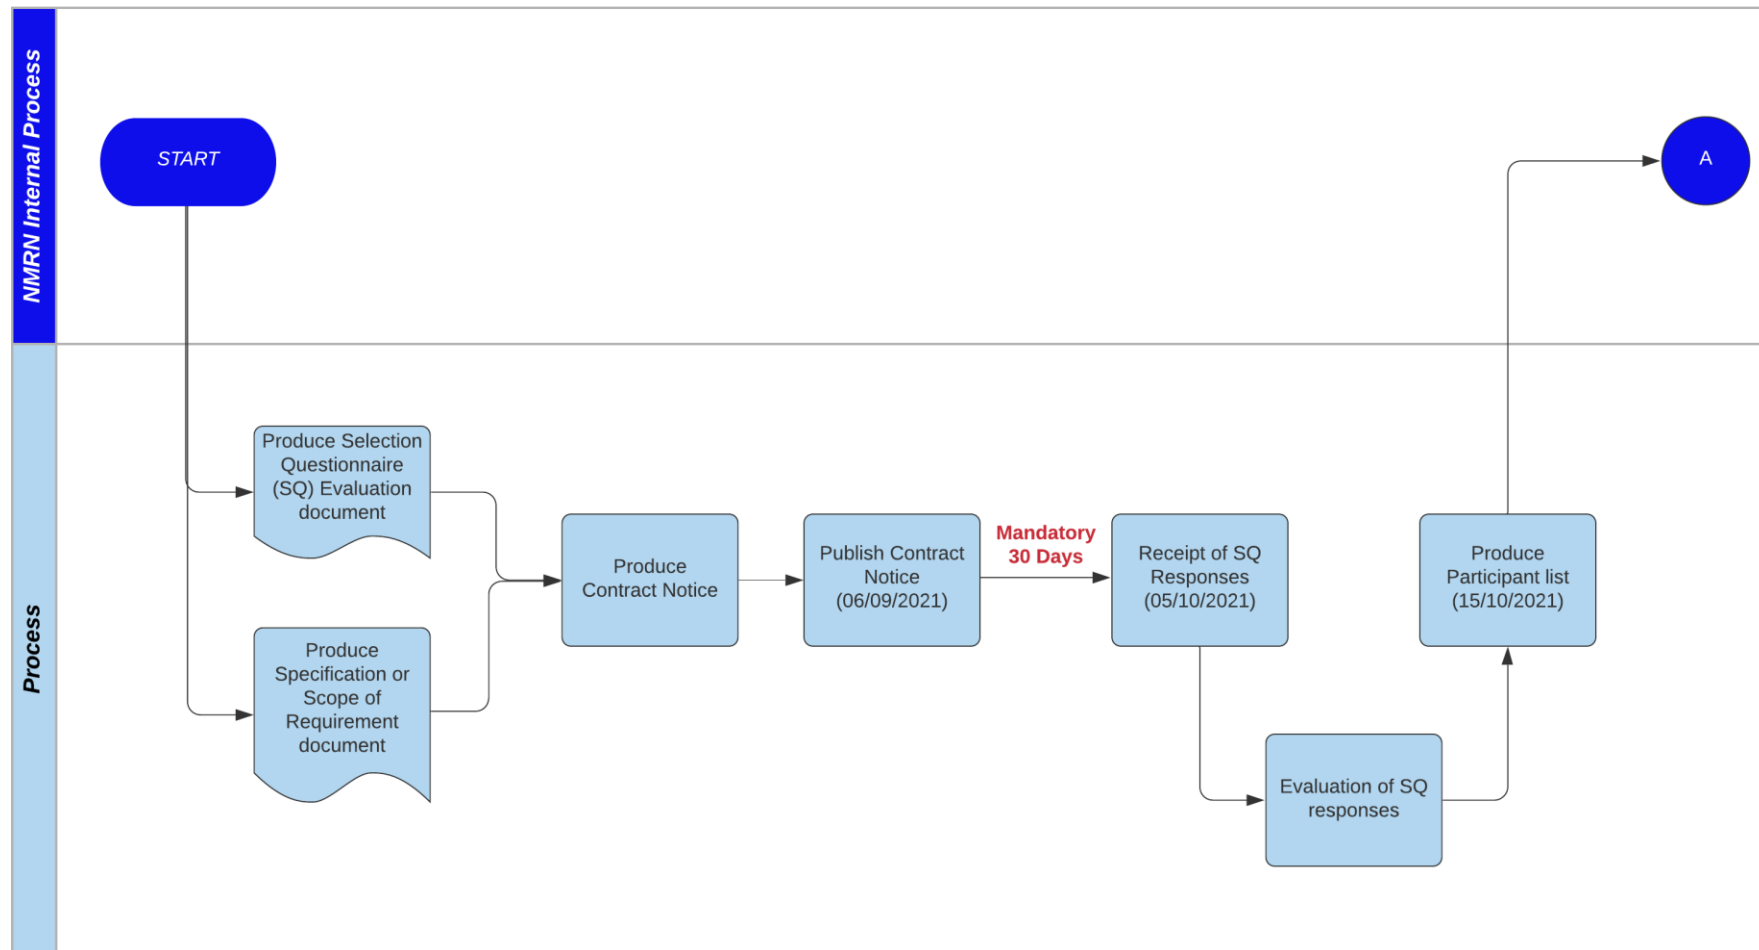 NMRN Internal Process
START
A
Process
Produce Selection
Questionnaire
(SQ) Evaluation
document
Produce
Specification or
Scope of
Requirement
document
Produce
Contract Notice
Publish Contract
Notice
(06/09/2021)
Mandatory
30 Days
Receipt of SQ
Responses
(05/10/2021)
Evaluation of SQ
responses
Produce
Participant list
(15/10/2021)